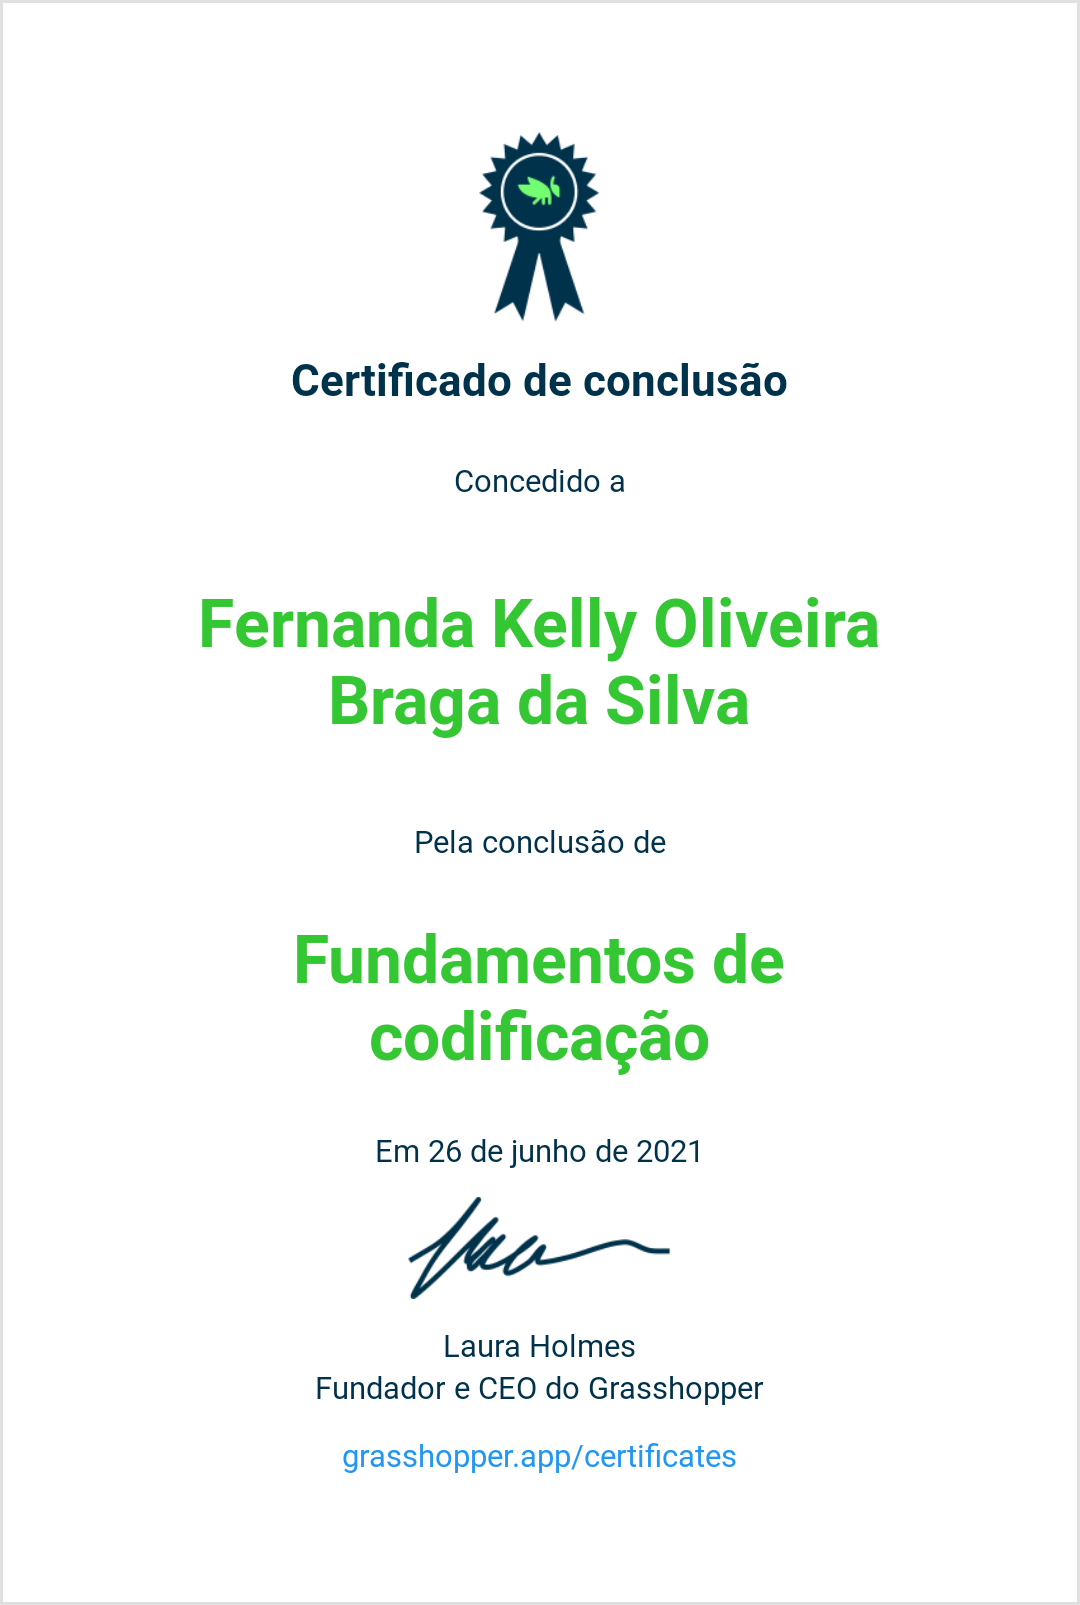 Certificado de conclusão
Concedido a
Fernanda Kelly Oliveira
Braga da Silva
Pela conclusão de
Fundamentos de
codificação
Em 26 de junho de 2021
Laura Holmes
Fundador e CEO do Grasshopper
grasshopper.app/certificates